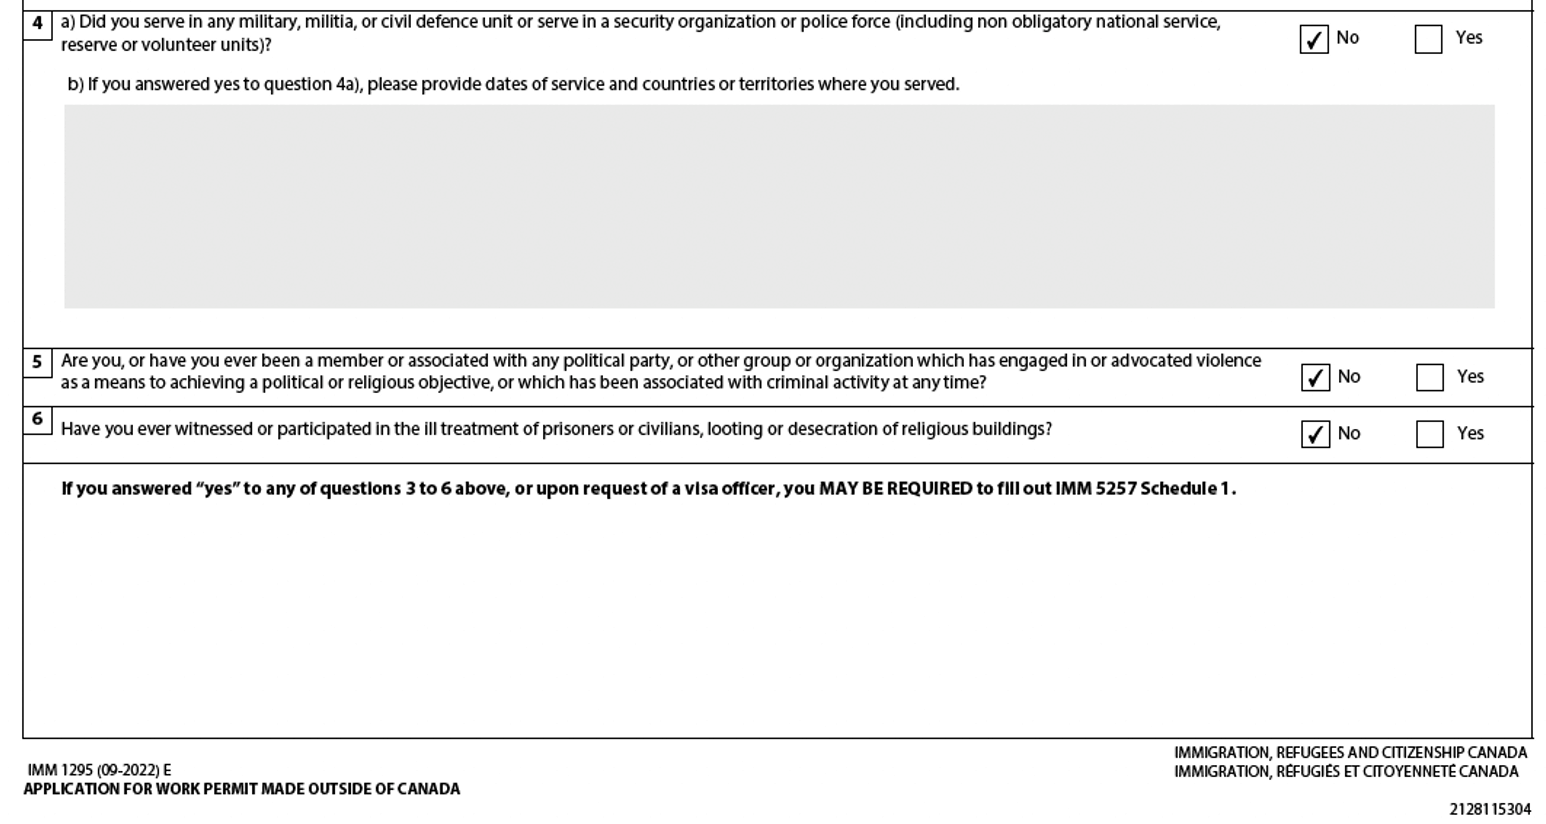 4 a) Did you serve in any military, militia, or civil defence unit or serve in a security organization or police force (including non obligatory national service,
reserve or volunteer units)?
✓ No Yes
b) If you answered yes to question 4a), please provide dates of service and countries or territories where you served.
5 Are you, or have you ever been a member or associated with any political party, or other group or organization which has engaged in or advocated violence
as a means to achieving a political or religious objective, or which has been associated with criminal activity at any time?
✓ No Yes
6 Have you ever witnessed or participated in the ill treatment of prisoners or civilians, looting or desecration of religious buildings?
✓ No Yes
If you answered “yes” to any of questions 3 to 6 above, or upon request of a visa officer, you MAY BE REQUIRED to fill out IMM 5257 Schedule 1.
IMM 1295 (09-2022) E
APPLICATION FOR WORK PERMIT MADE OUTSIDE OF CANADA
IMMIGRATION, REFUGEES AND CITIZENSHIP CANADA
IMMIGRATION, RÉFUGIÉS ET CITOYENNETÉ CANADA
2128115304